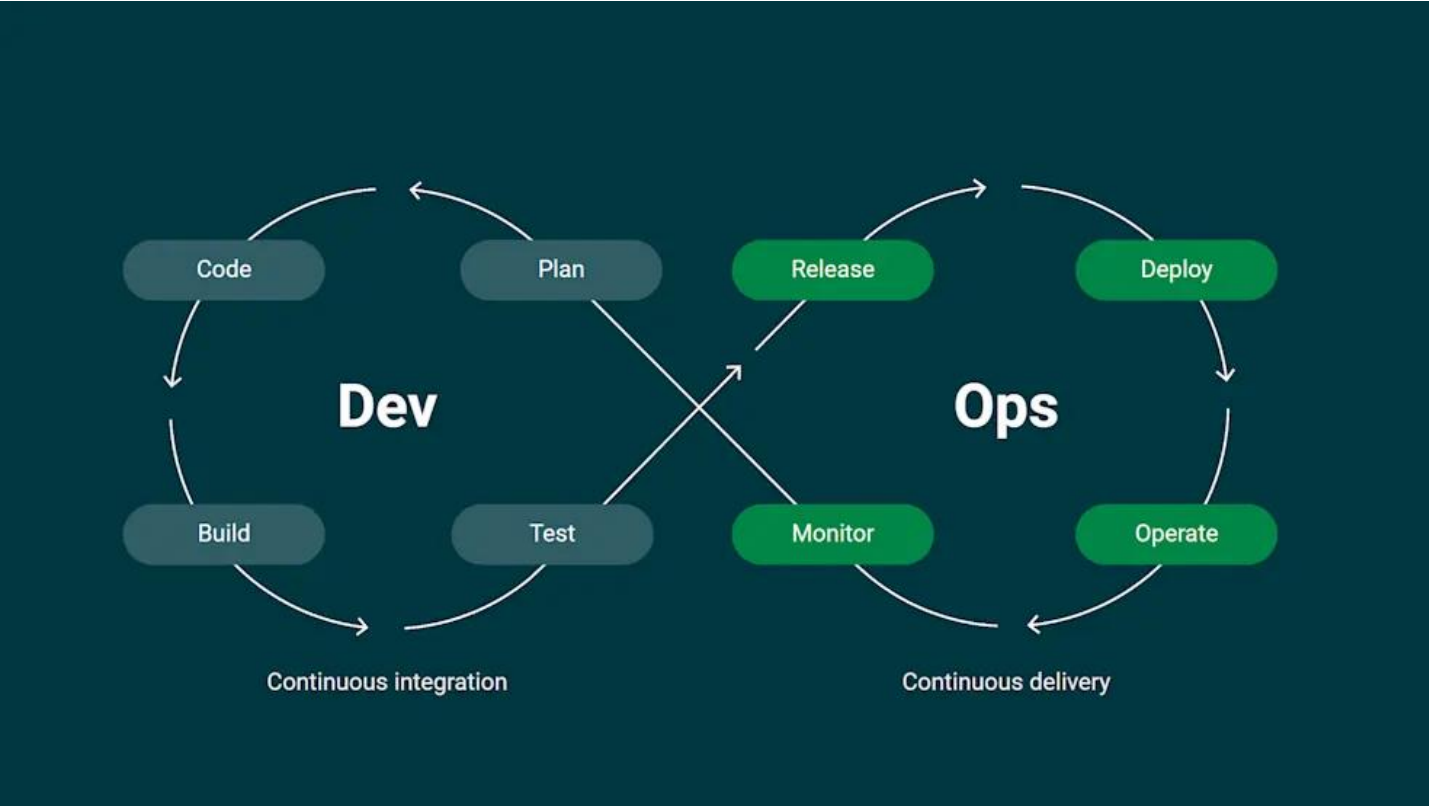 Code
Plan
Release
Deploy
Dev
Ops
Build
Test
Monitor
Operate
Continuous integration
Continuous delivery